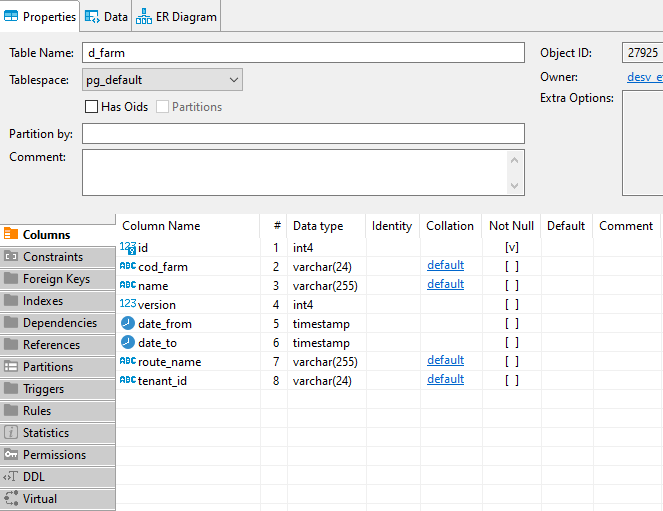 Properties Data ER Diagram
Table Name: d_farm Object ID: 27925
Tablespace: pg_default Owner: desv_
Has Oids Partitions Extra Options:
Partition by:
Comment:
Columns Column Name # Data type Identity Collation Not Null Default Comment
Constraints 123 id 1 int4 [v]
Foreign Keys ABC cod_farm 2 varchar(24) default [ ]
Indexes ABC name 3 varchar(255) default [ ]
Dependencies 123 version 4 int4 [ ]
References date_from 5 timestamp [ ]
Partitions date_to 6 timestamp [ ]
Triggers ABC route_name 7 varchar(255) default [ ]
Rules ABC tenant_id 8 varchar(24) default [ ]
Statistics
Permissions
DDL
Virtual